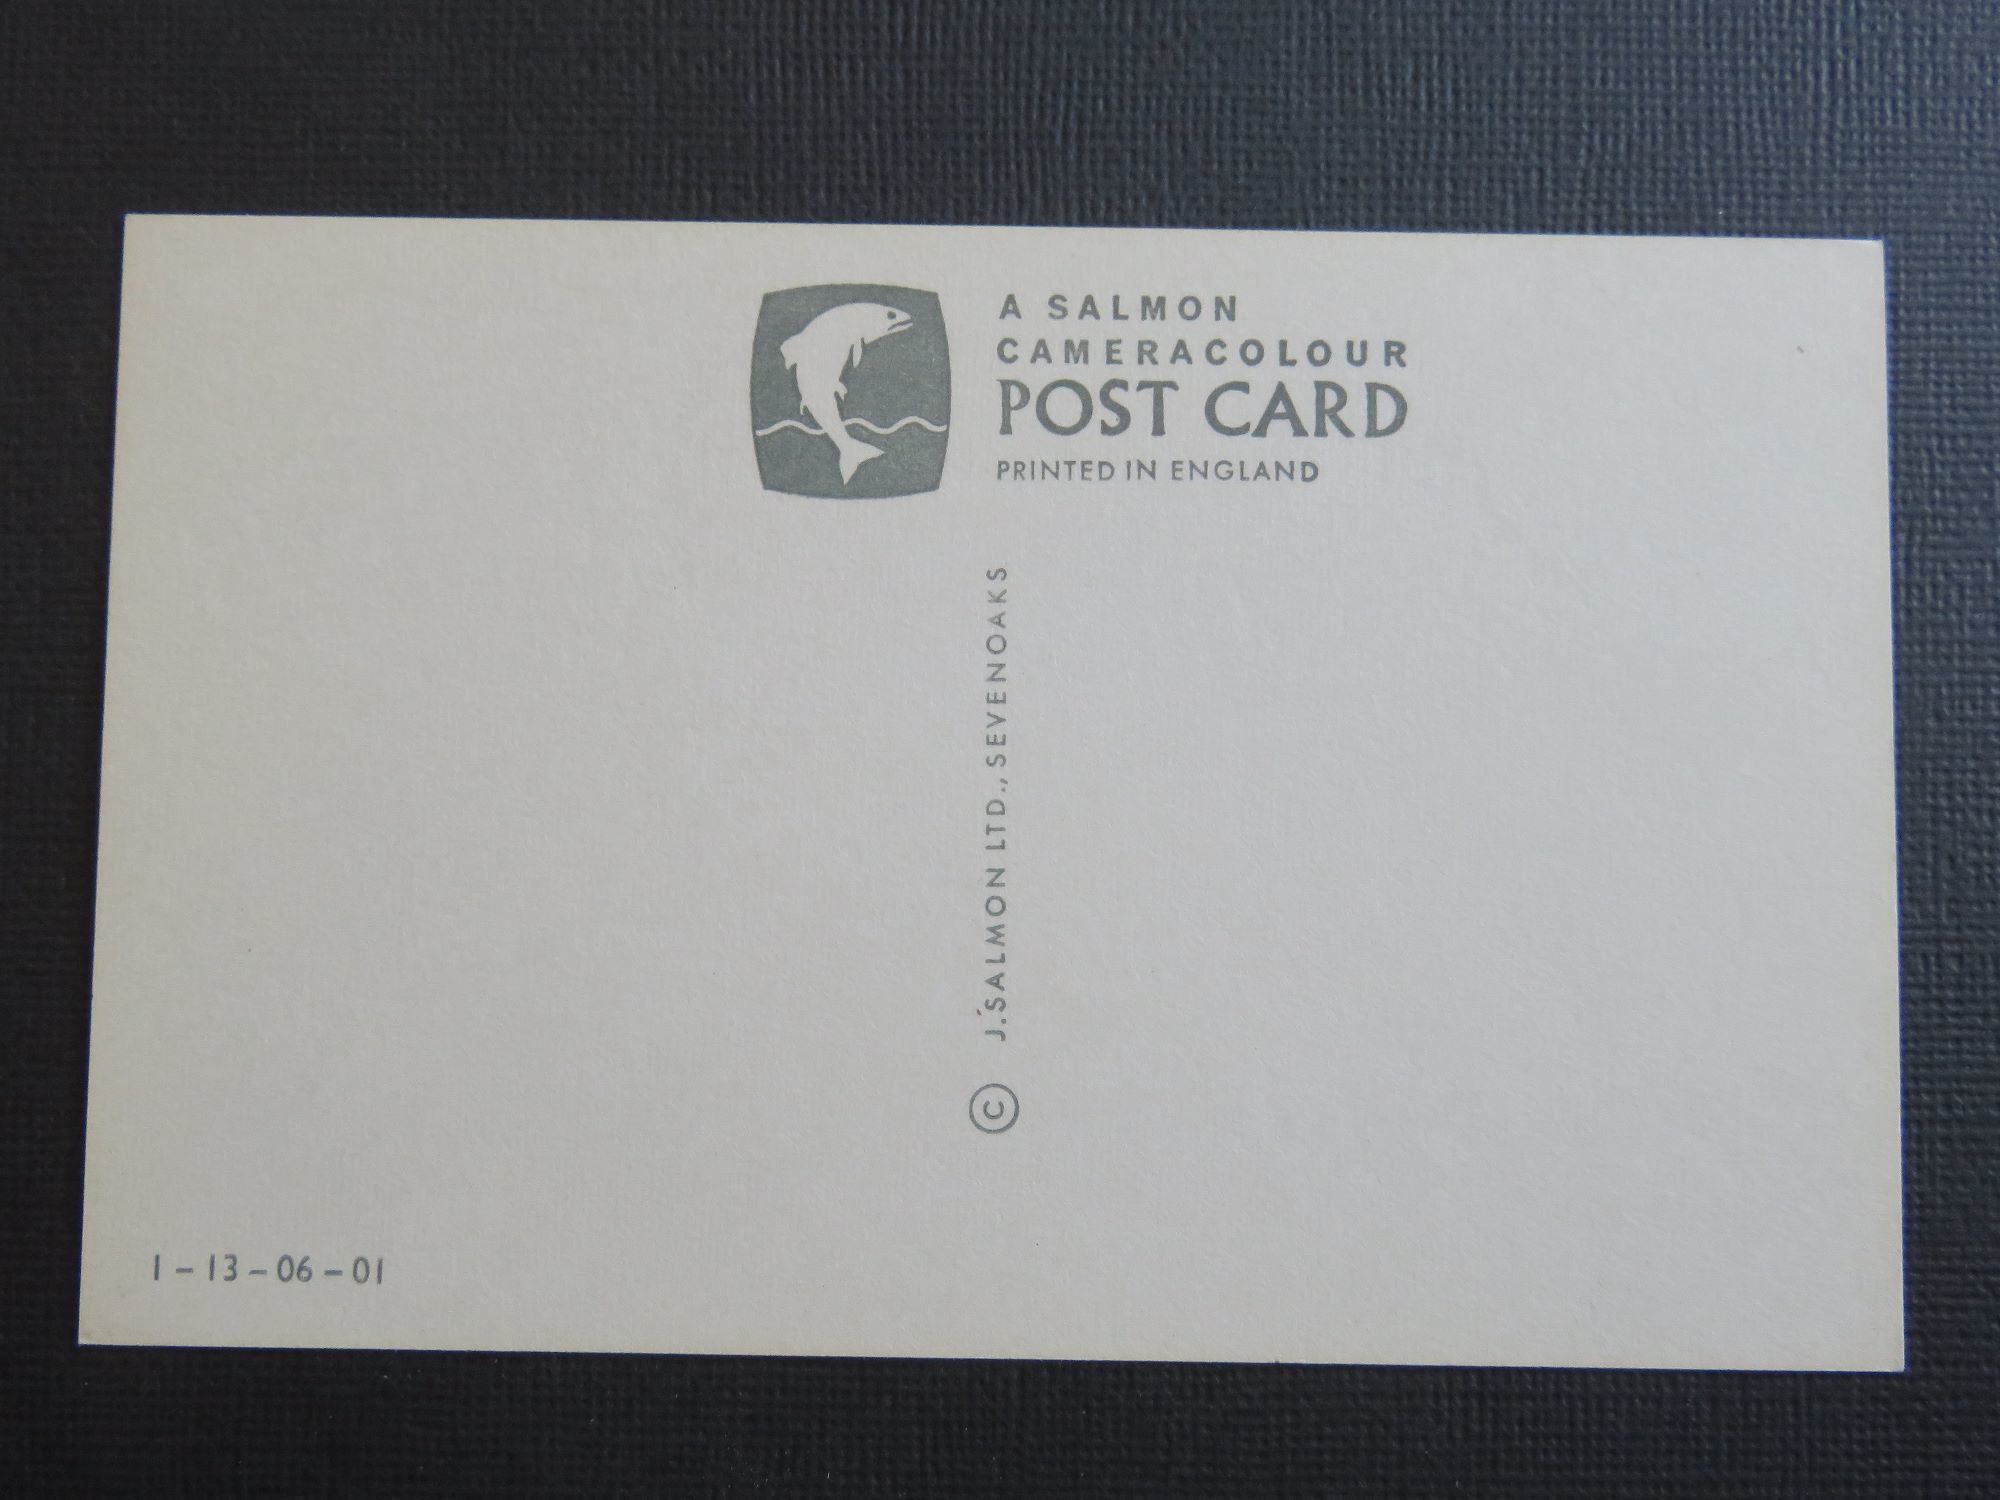 A SALMON
CAMERACOLOUR
POST CARD
PRINTED IN ENGLAND
© J. SALMON LTD., SEVENOAKS
1-13-06-01